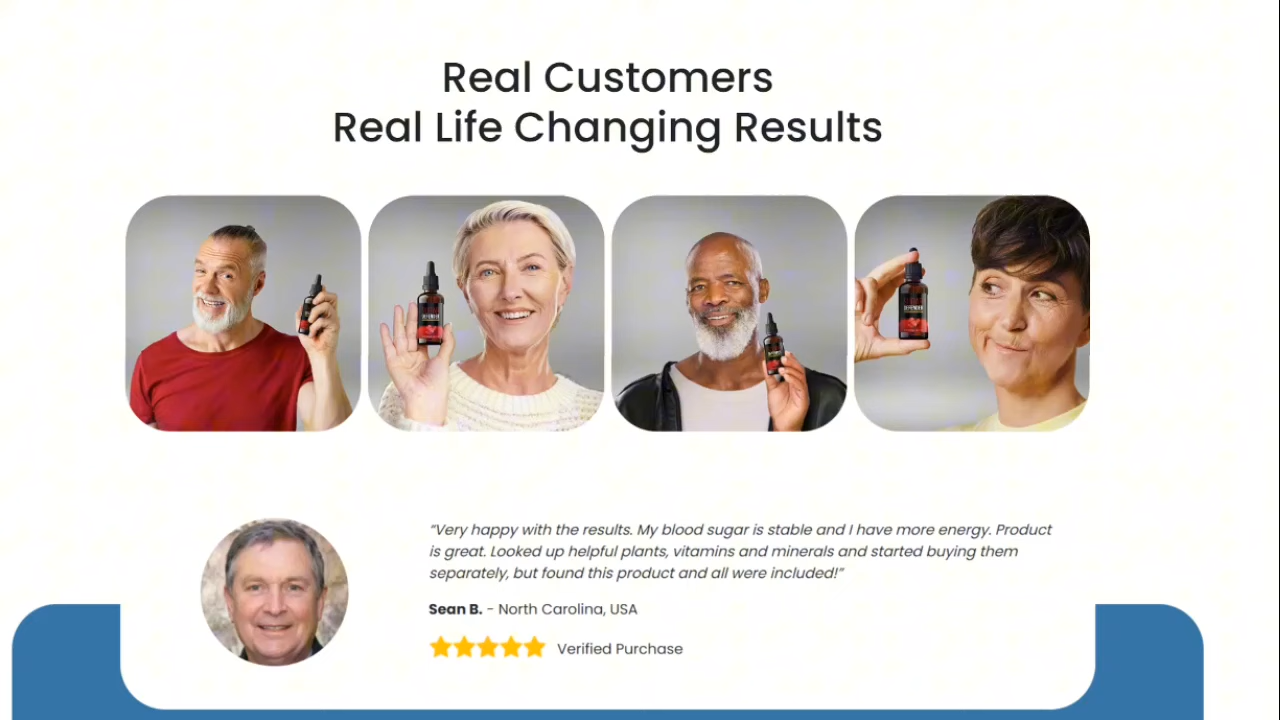 Real Customers
Real Life Changing Results
"Very happy with the results. My blood sugar is stable and I have more energy. Product
is great. Looked up helpful plants, vitamins and minerals and started buying them
separately, but found this product and all were included!"
Sean B. - North Carolina, USA
Verified Purchase